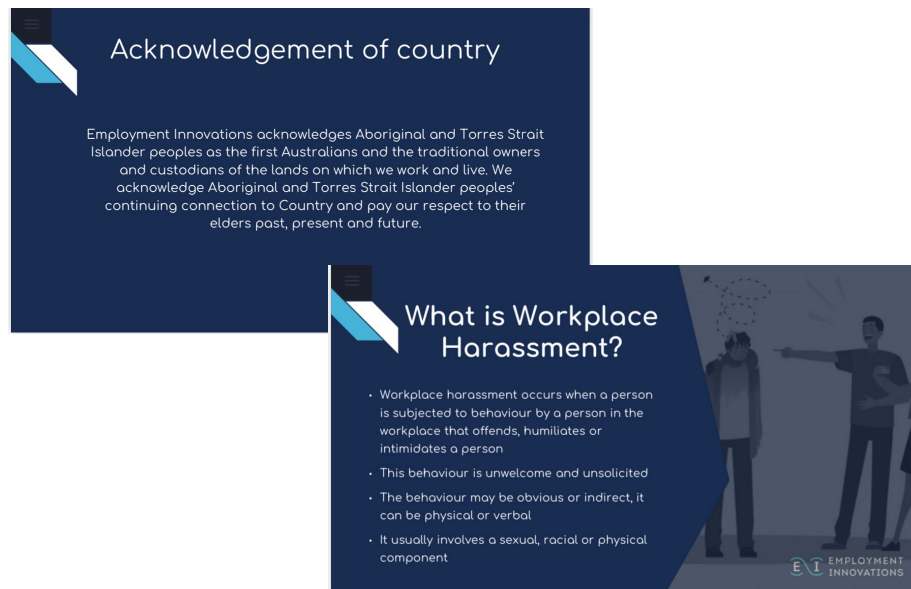 Acknowledgement of country
Employment Innovations acknowledges Aboriginal and Torres Strait
Islander peoples as the first Australians and the traditional owners
and custodians of the lands on which we work and live. We
acknowledge Aboriginal and Torres Strait Islander peoples'
continuing connection to Country and pay our respect to their
elders past, present and future.
What is Workplace
Harassment?
• Workplace harassment occurs when a person
is subjected to behaviour by a person in the
workplace that offends, humiliates or
intimidates a person
• This behaviour is unwelcome and unsolicited
• The behaviour may be obvious or indirect, it
can be physical or verbal
• It usually involves a sexual, racial or physical
component
E I EMPLOYMENT
INNOVATIONS